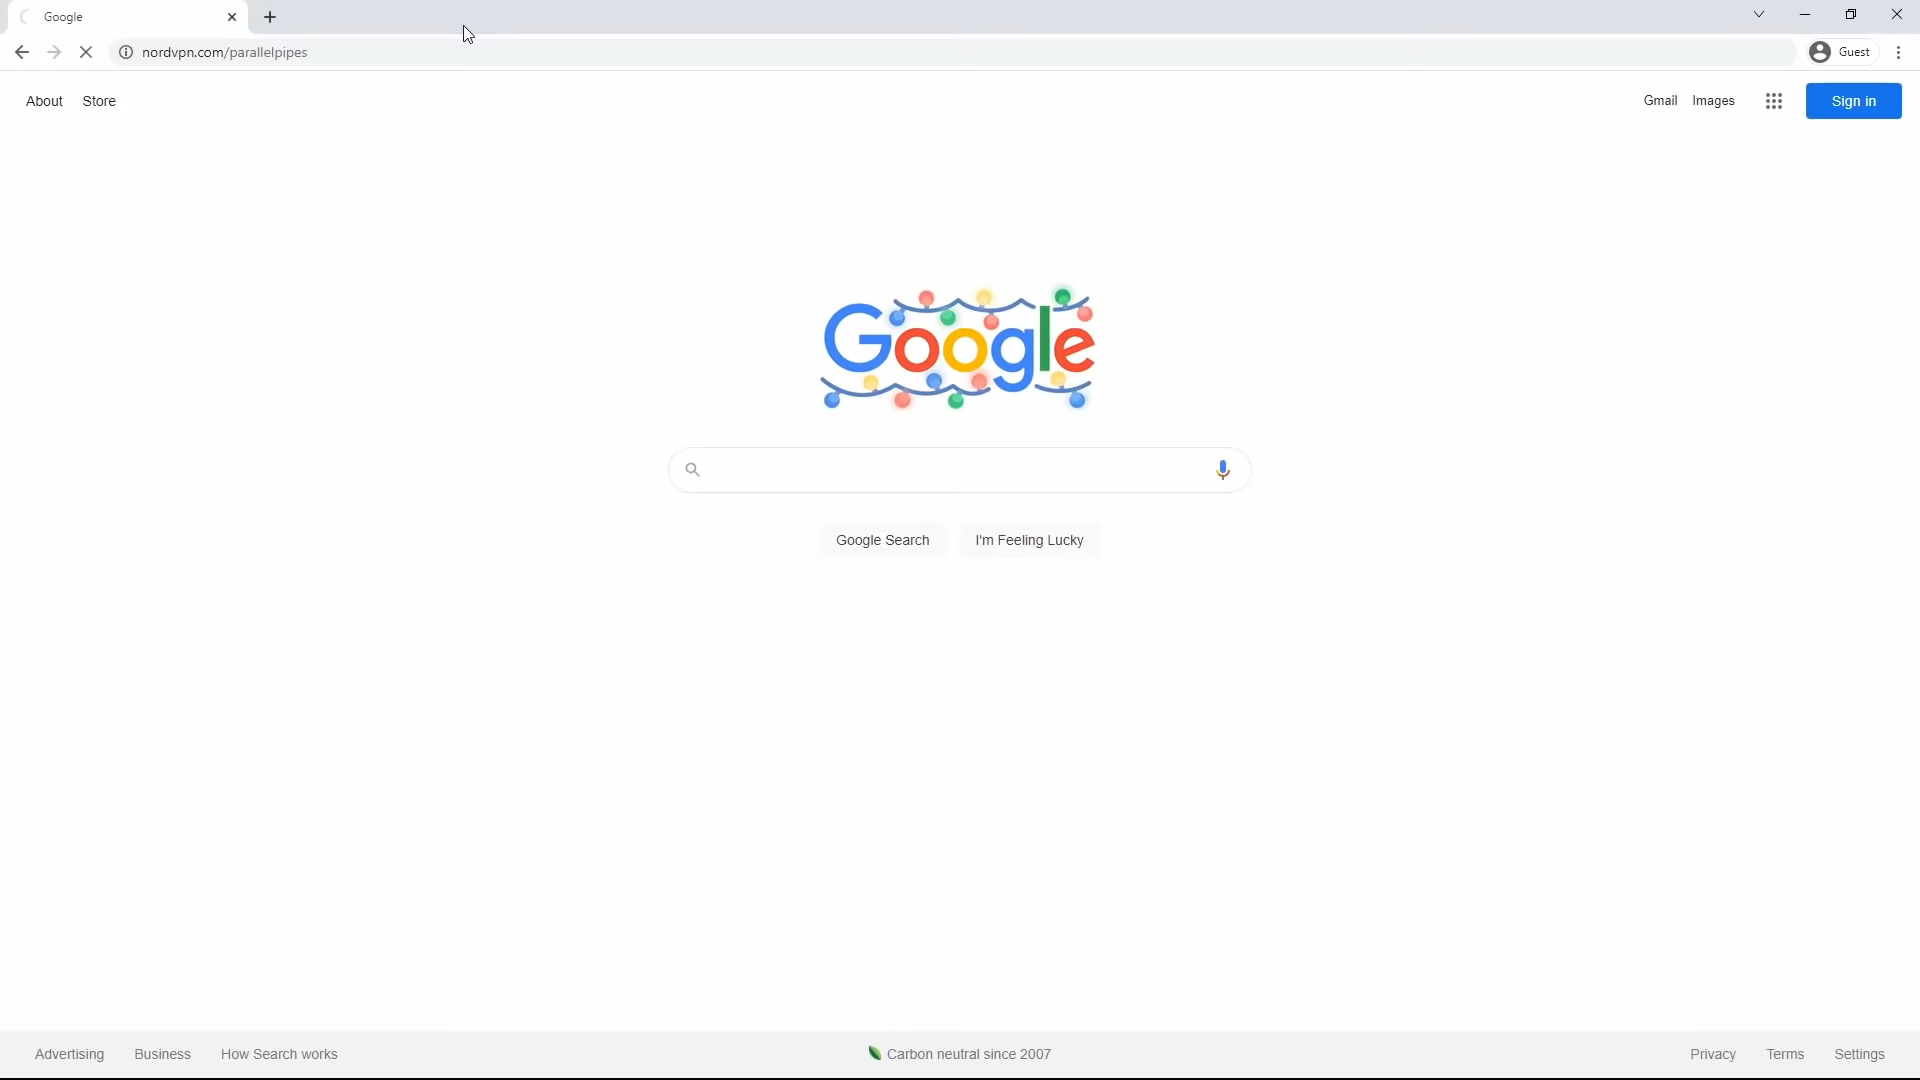 Google
nordvpn.com/parallelpipes
Guest
About Store
Gmail Images Sign in
Google
Google Search I'm Feeling Lucky
Advertising Business How Search works
Carbon neutral since 2007
Privacy Terms Settings